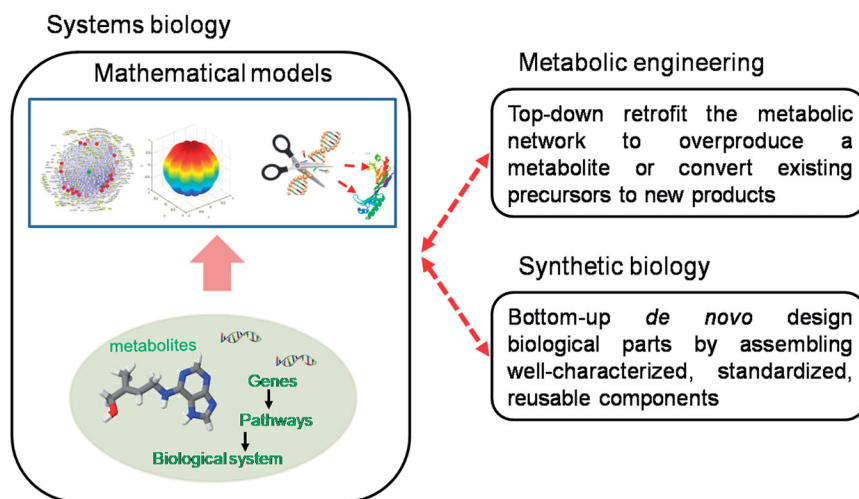 Systems biology
Mathematical models
metabolites
Genes
Pathways
Biological system
Metabolic engineering
Top-down retrofit the metabolic
network to overproduce a
metabolite or convert existing
precursors to new products
Synthetic biology
Bottom-up de novo design
biological parts by assembling
well-characterized, standardized,
reusable components